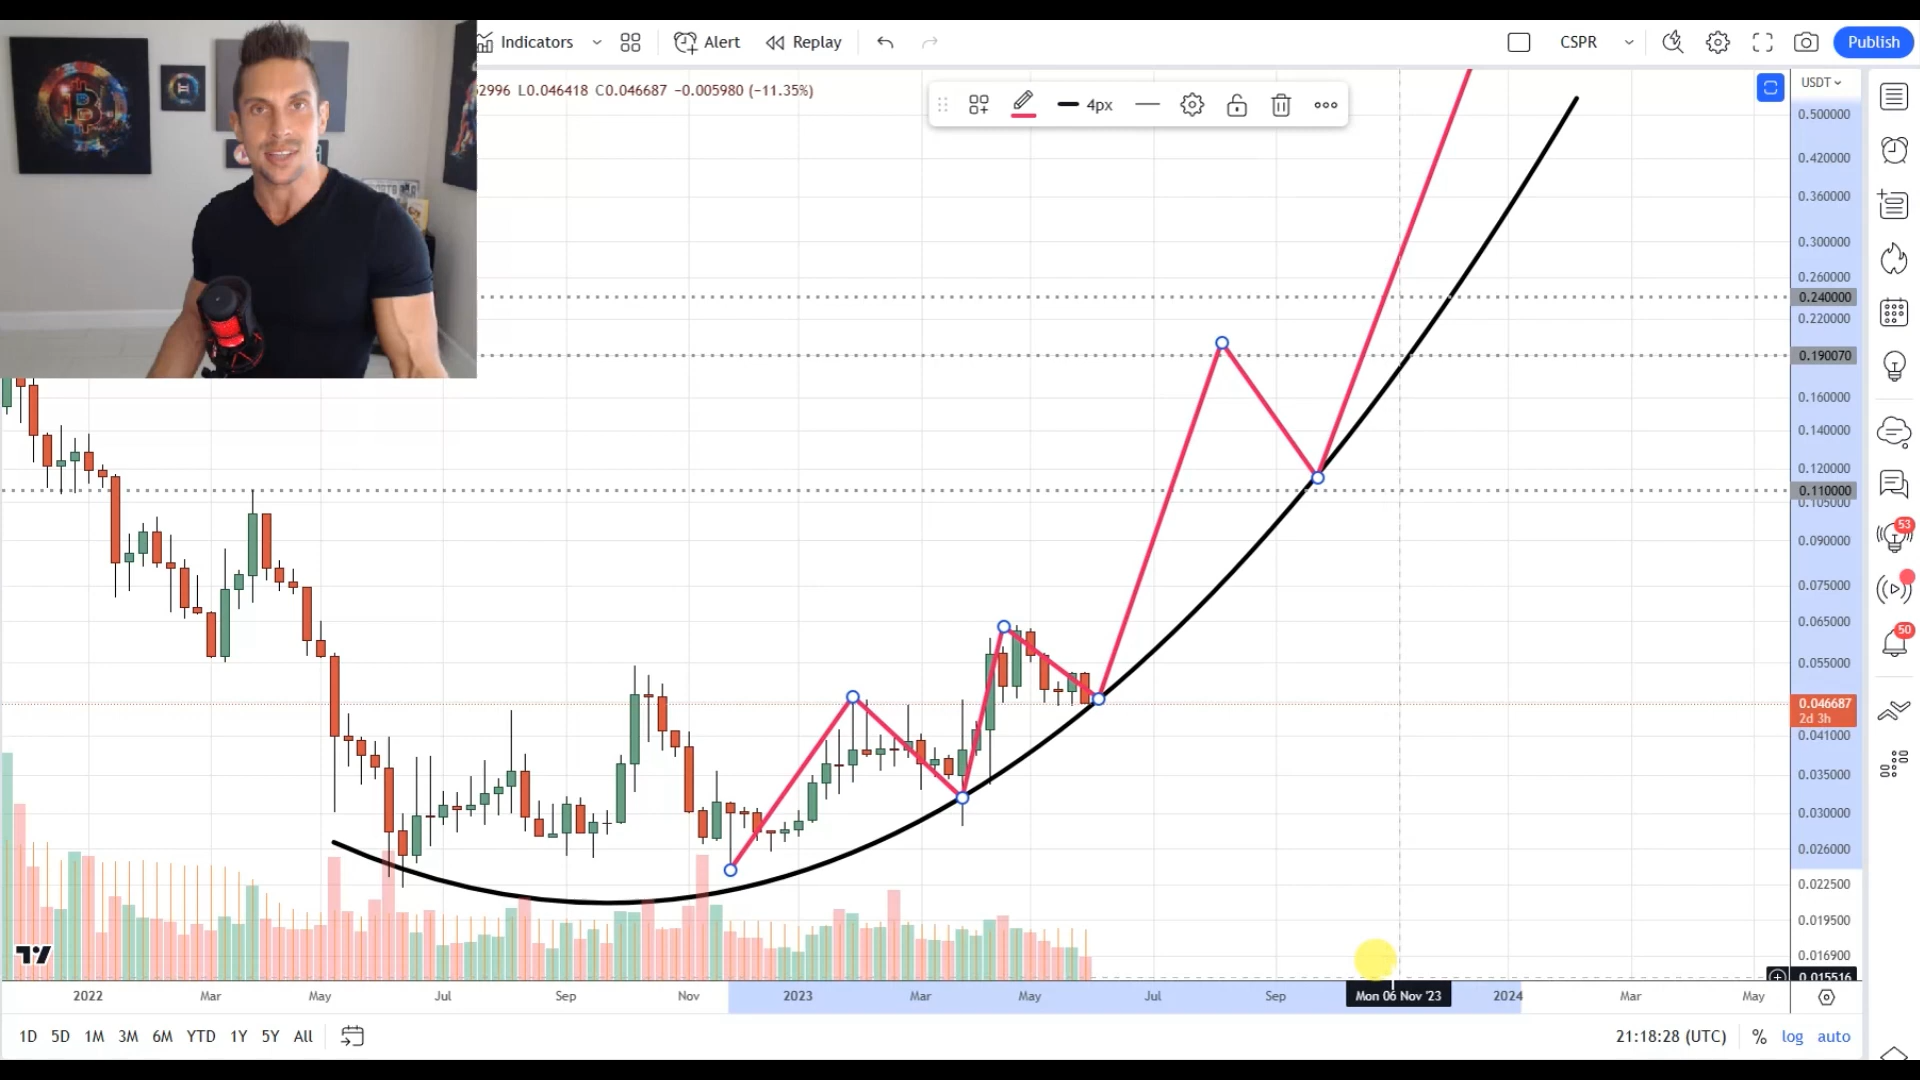 Indicators
Alert
Replay
CSPR
Publish
2996 L0.046418 C0.046687 −0.005980 (−11.35%)
4px
USDT
0.500000
0.420000
0.360000
0.300000
0.260000
0.240000
0.220000
0.190070
0.160000
0.140000
0.120000
0.110000
0.105000
0.090000
0.075000
0.065000
0.055000
0.046687
2d 3h
0.041000
0.035000
0.030000
0.026000
0.022500
0.019500
0.016900
0.015516
53
50
2022 Mar May Jul Sep Nov 2023 Mar May Jul Sep Mon 06 Nov '23 2024 Mar May
1D 5D 1M 3M 6M YTD 1Y 5Y All
21:18:28 (UTC) % log auto